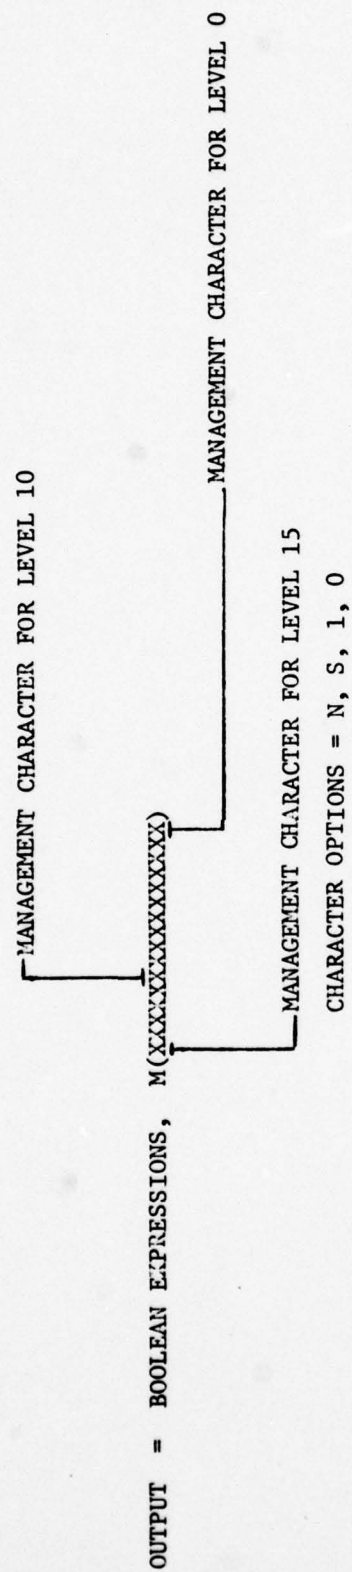 MANAGEMENT CHARACTER FOR LEVEL 10
OUTPUT = BOOLEAN EXPRESSIONS, M(XXXXXXXXXXXXXXXX)
MANAGEMENT CHARACTER FOR LEVEL 0
MANAGEMENT CHARACTER FOR LEVEL 15
CHARACTER OPTIONS = N, S, 1, 0